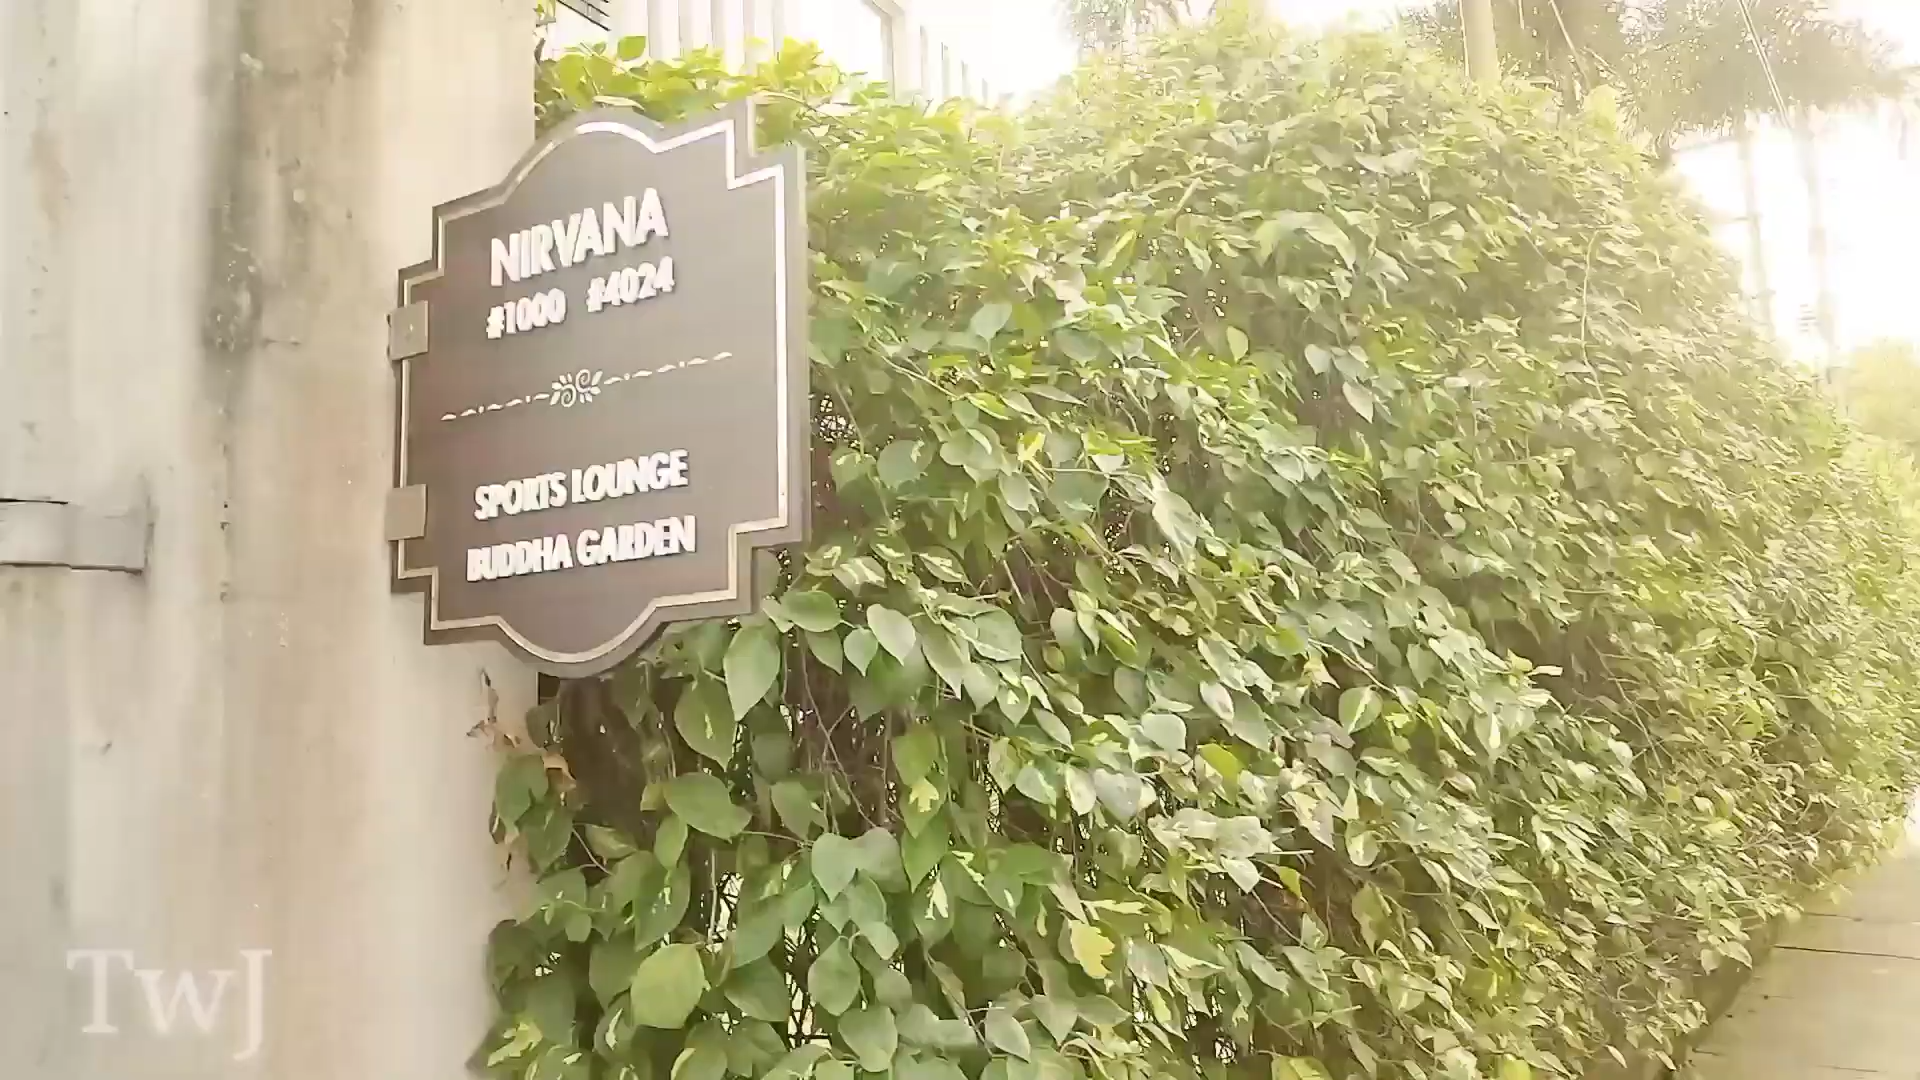 NIRVANA
#1000 #4024
SPORTS LOUNGE
BUDDHA GARDEN
TwJ